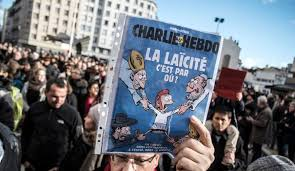 CHARLIE HEBDO
LA LAÏCITÉ
C'EST PAR
OÙ?